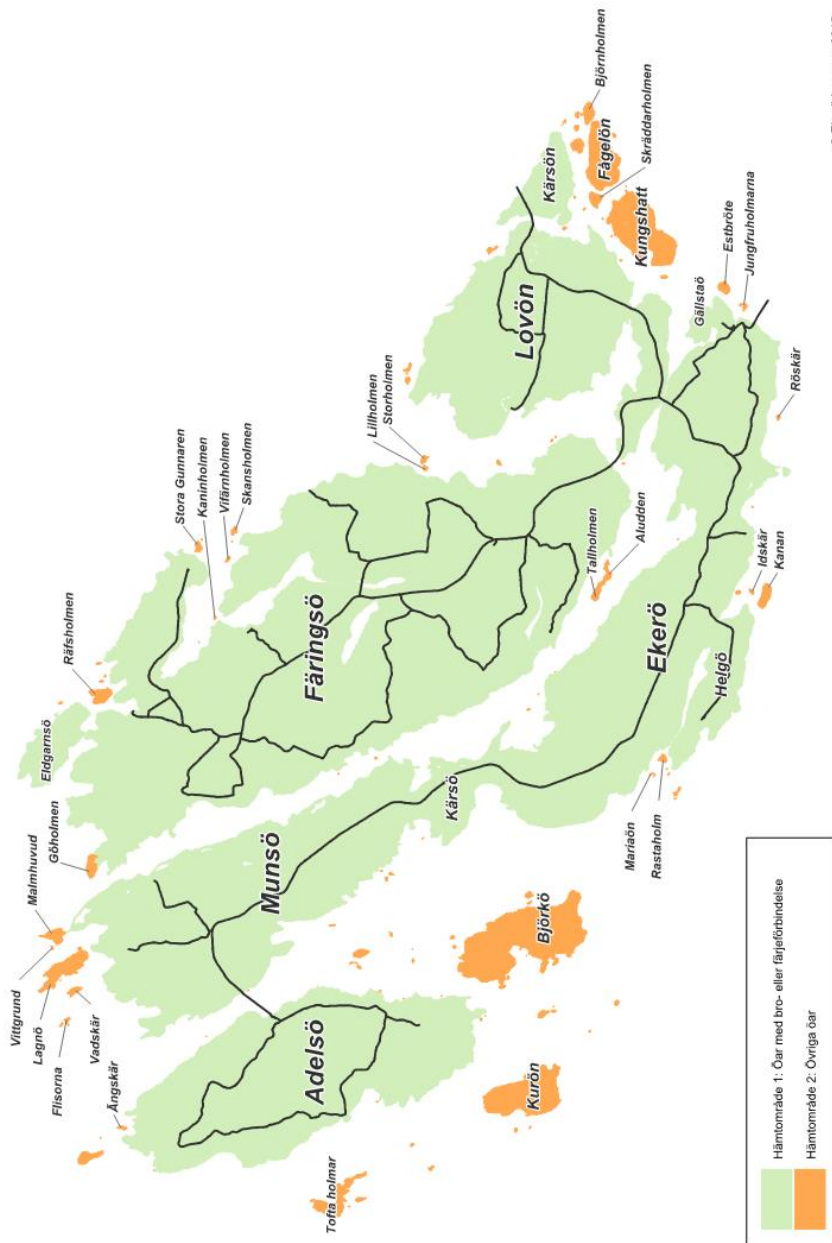 Vittgrund
Malmhuvud
Lagnö
Eldgarnsö
Göholmen
Flisorna
Räfsholmen
Vadskär
Ängskär
Stora Gunnaren
Kaninholmen
Vifärnholmen
Skansholmen
Munsö
Färingsö
Adelsö
Tofta holmar
Lillholmen
Storholmen
Kärsö
Kurön
Lovön
Björkö
Kärsön
Tallholmen
Björnholmen
Fågelön
Mariaön
Aludden
Kungshatt
Skräddarholmen
Rastaholm
Ekerö
Gällstaö
Helgö
Estbröte
Jungfruholmarna
Idskär
Kanan
Röskär
Hämtområde 1: Öar med bro- eller färjeförbindelse
Hämtområde 2: Övriga öar